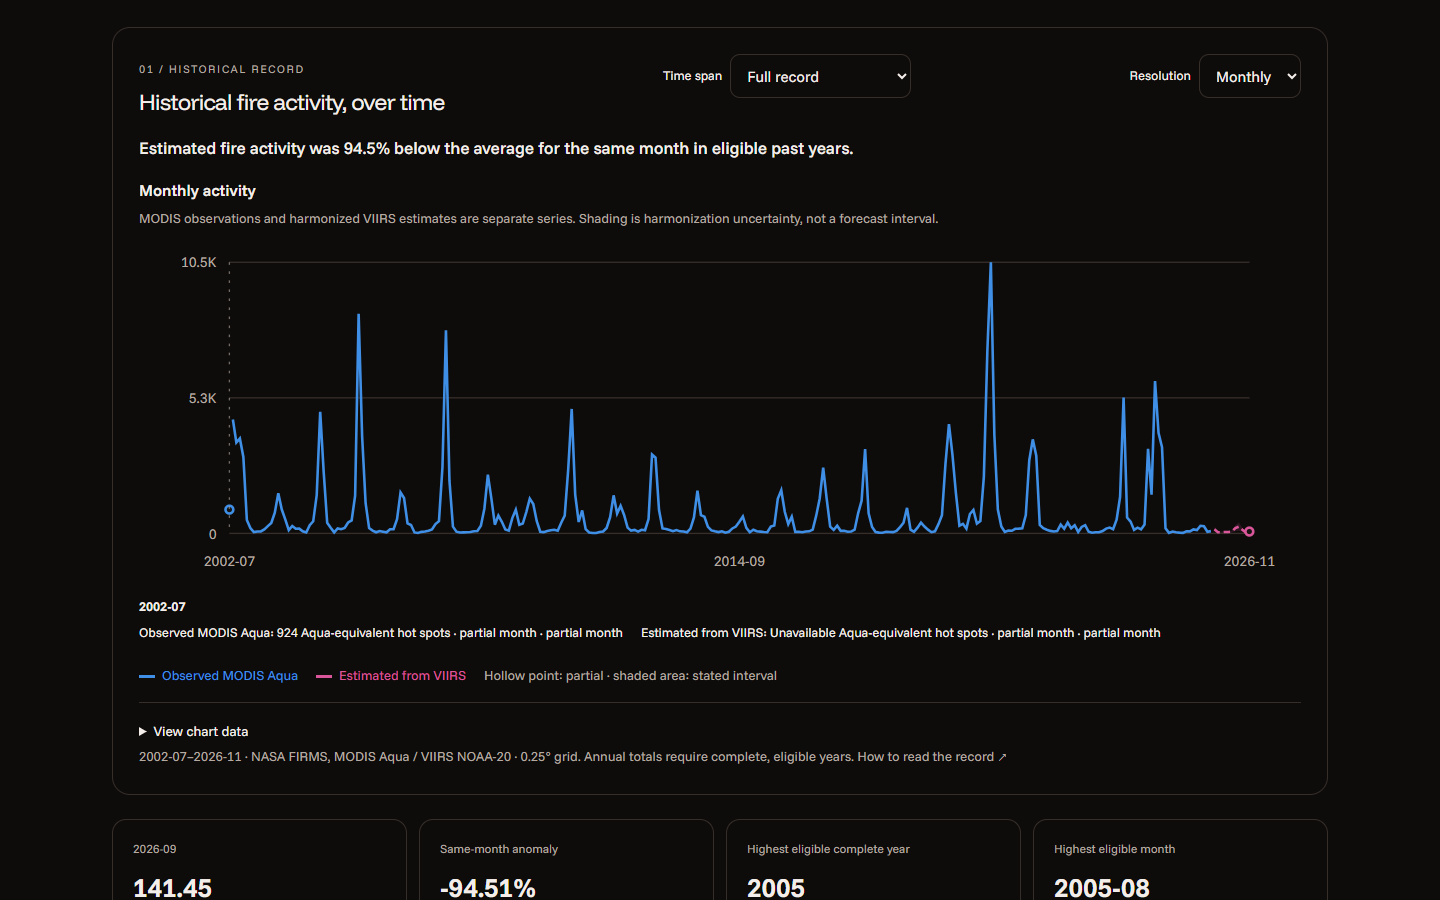 01 / HISTORICAL RECORD
Historical fire activity, over time
Time span
Full record
Resolution
Monthly
Estimated fire activity was 94.5% below the average for the same month in eligible past years.
Monthly activity
MODIS observations and harmonized VIIRS estimates are separate series. Shading is harmonization uncertainty, not a forecast interval.
10.5K
5.3K
0
2002-07
2014-09
2026-11
2002-07
Observed MODIS Aqua: 924 Aqua-equivalent hot spots · partial month · partial month
Estimated from VIIRS: Unavailable Aqua-equivalent hot spots · partial month · partial month
Observed MODIS Aqua
Estimated from VIIRS
Hollow point: partial · shaded area: stated interval
▶ View chart data
2002-07–2026-11 · NASA FIRMS, MODIS Aqua / VIIRS NOAA-20 · 0.25° grid. Annual totals require complete, eligible years. How to read the record ↗
2026-09
141.45
Same-month anomaly
-94.51%
Highest eligible complete year
2005
Highest eligible month
2005-08